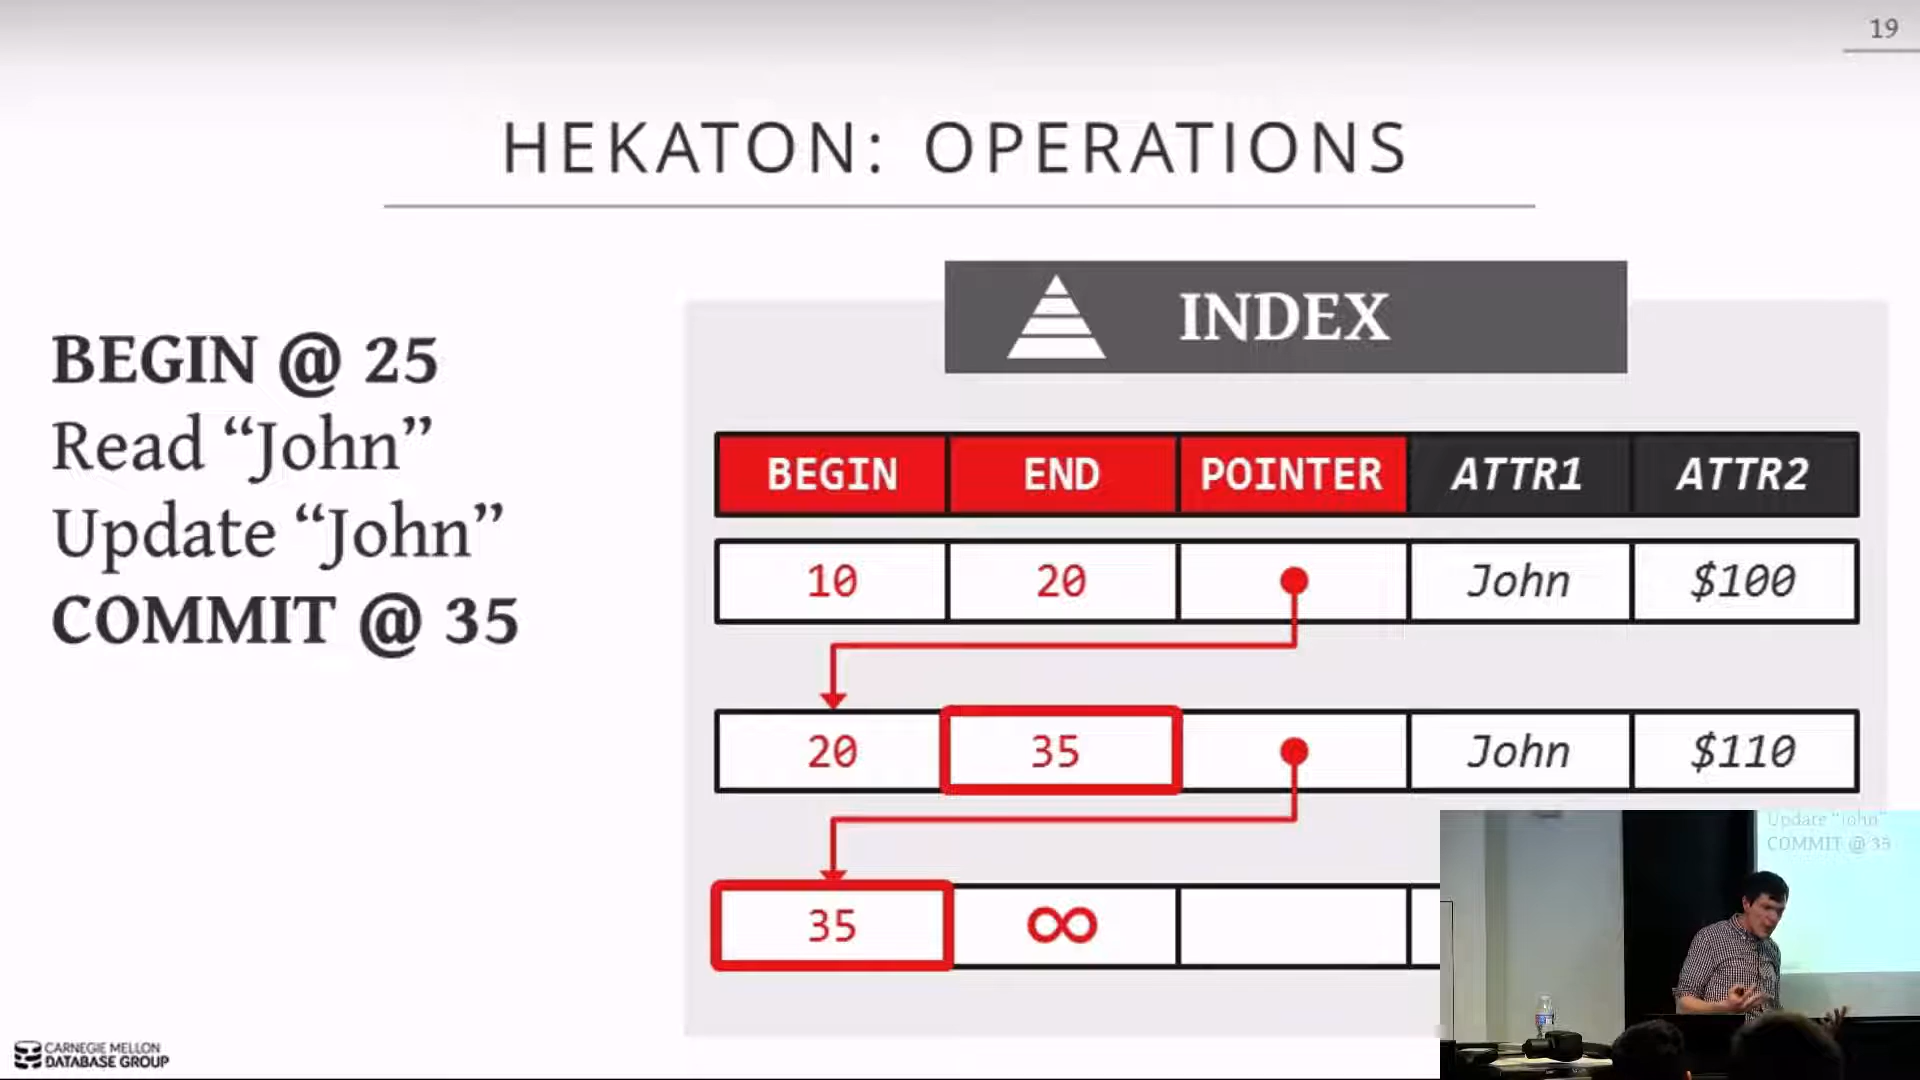 19
HEKATON: OPERATIONS
BEGIN @ 25
Read “John”
Update “John”
COMMIT @ 35
INDEX
BEGIN END POINTER ATTR1 ATTR2
10 20 John $100
20 35 John $110
35 ∞
Update “John”
COMMIT @ 35
CARNEGIE MELLON
DATABASE GROUP